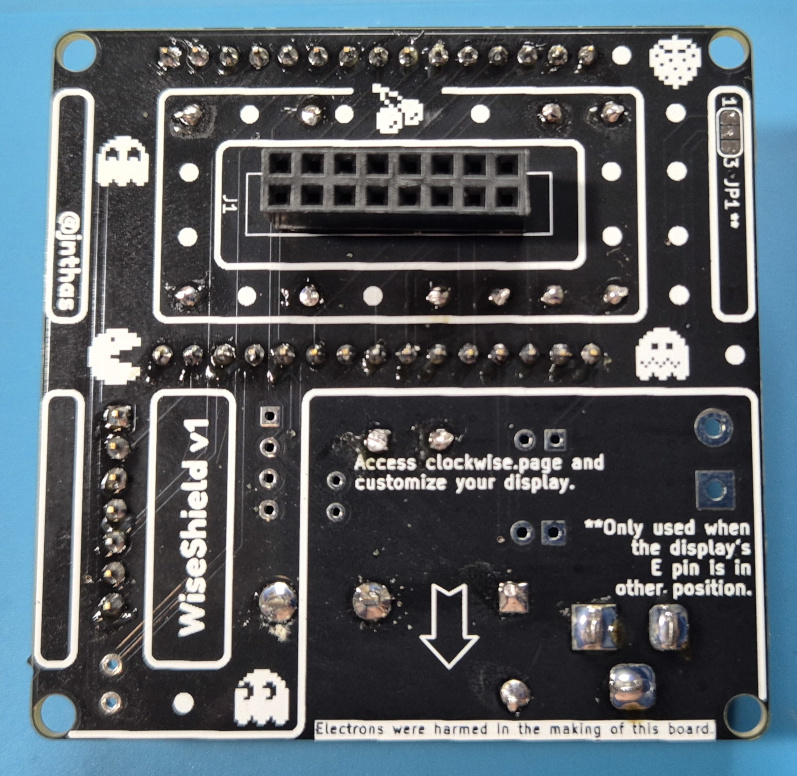 1
3 JP1**
J1
@jnthas
WiseShield v1
Access clockwise.page and
customize your display.
**Only used when
the display's
E pin is in
other position.
Electrons were harmed in the making of this board.